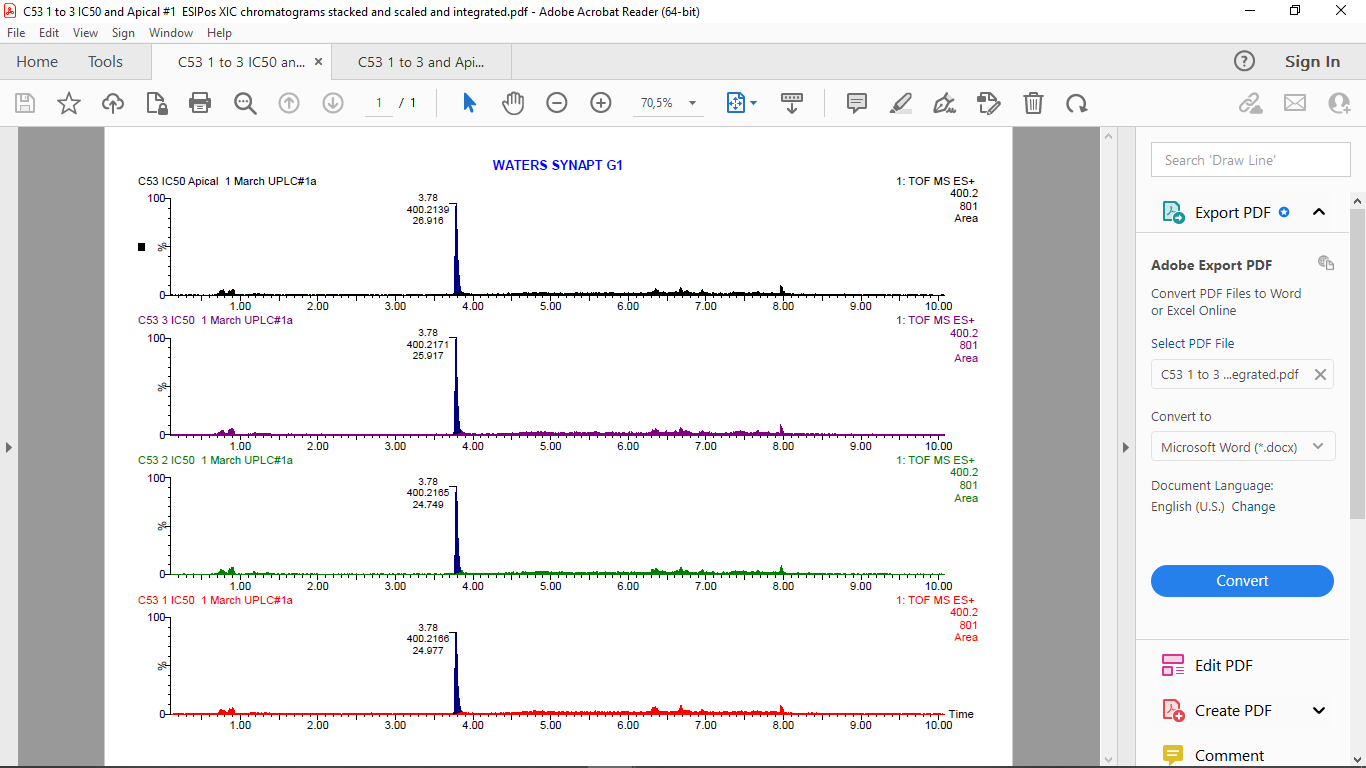 C53 1 to 3 IC50 and Apical #1  ESIPos XIC chromatograms stacked and scaled and integrated.pdf - Adobe Acrobat Reader (64-bit)
File Edit View Sign Window Help
Home Tools C53 1 to 3 IC50 an... × C53 1 to 3 and Api... ? Sign In
1 / 1 70,5%
WATERS SYNAPT G1
C53 IC50 Apical  1 March UPLC#1a
1: TOF MS ES+
400.2
801
Area
3.78
400.2139
26.916
100
%
0
1.00 2.00 3.00 4.00 5.00 6.00 7.00 8.00 9.00 10.00
C53 3 IC50  1 March UPLC#1a
1: TOF MS ES+
400.2
801
Area
3.78
400.2171
25.917
100
%
0
1.00 2.00 3.00 4.00 5.00 6.00 7.00 8.00 9.00 10.00
C53 2 IC50  1 March UPLC#1a
1: TOF MS ES+
400.2
801
Area
3.78
400.2165
24.749
100
%
0
1.00 2.00 3.00 4.00 5.00 6.00 7.00 8.00 9.00 10.00
C53 1 IC50  1 March UPLC#1a
1: TOF MS ES+
400.2
801
Area
3.78
400.2166
24.977
100
%
0
Time
1.00 2.00 3.00 4.00 5.00 6.00 7.00 8.00 9.00 10.00
Search 'Draw Line'
Export PDF
Adobe Export PDF
Convert PDF Files to Word
or Excel Online
Select PDF File
C53 1 to 3 ...egrated.pdf
Convert to
Microsoft Word (*.docx)
Document Language:
English (U.S.) Change
Convert
Edit PDF
Create PDF
Comment